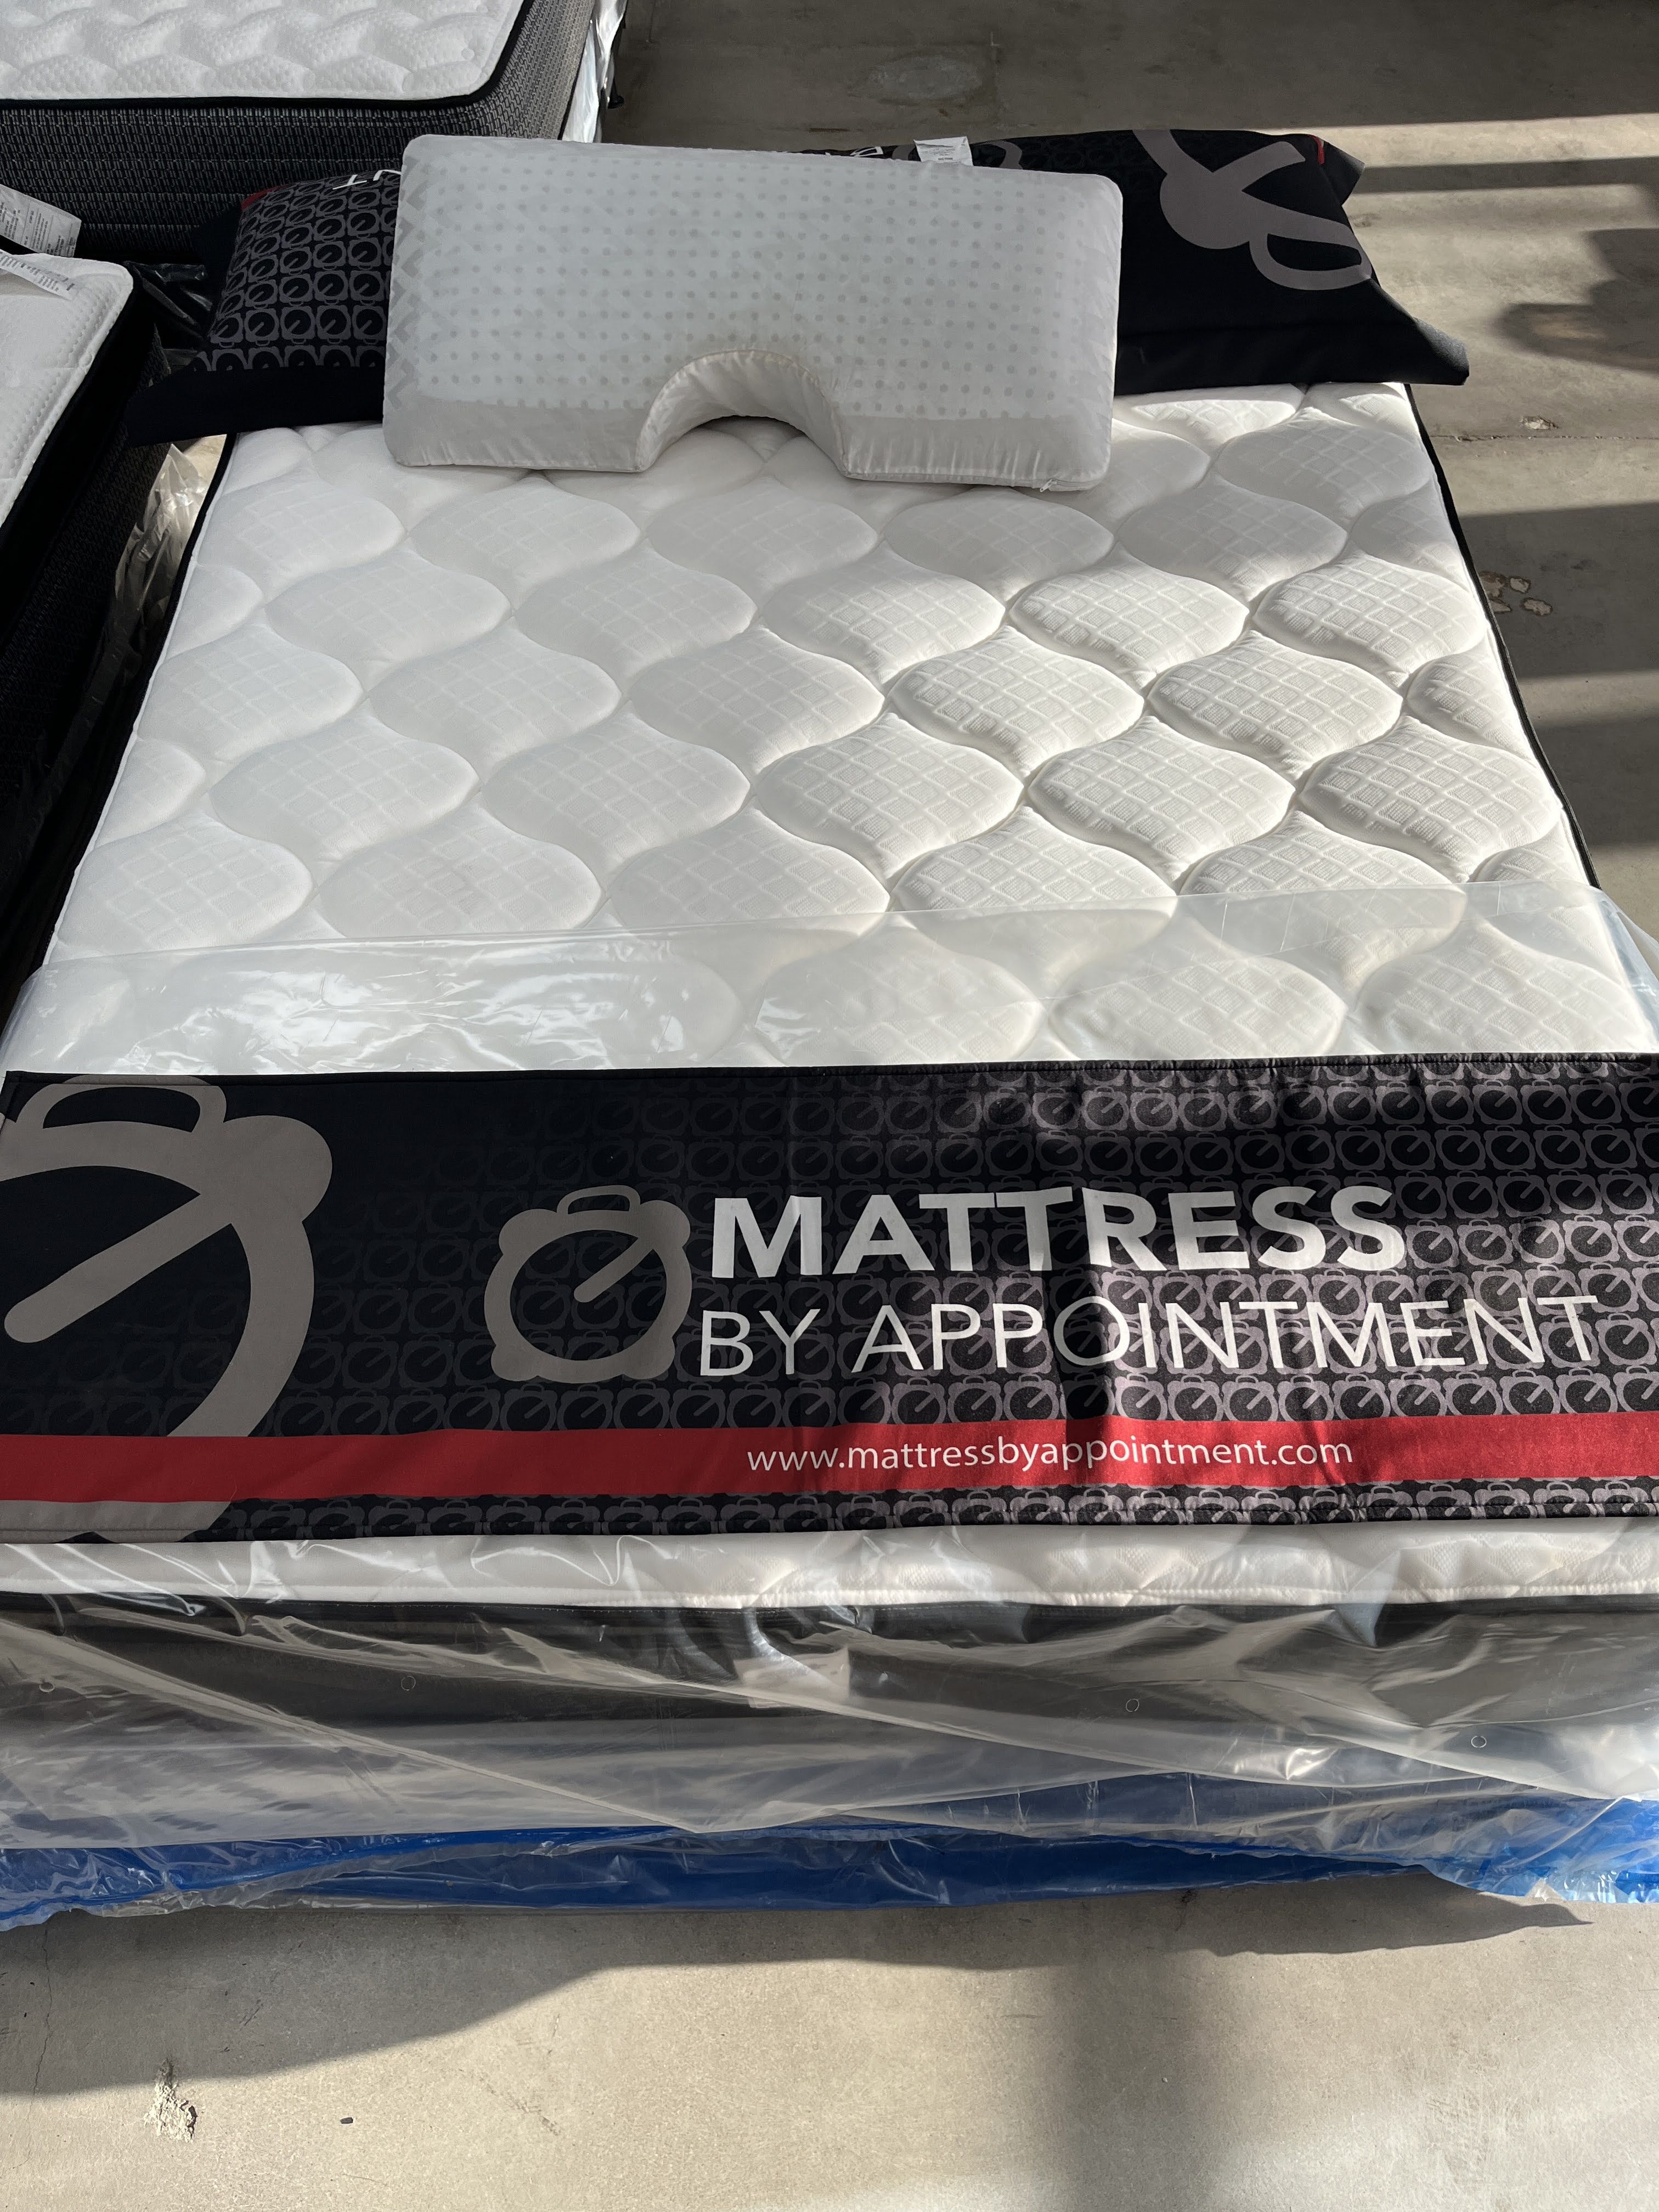 MATTRESS
BY APPOINTMENT
www.mattressbyappointment.com